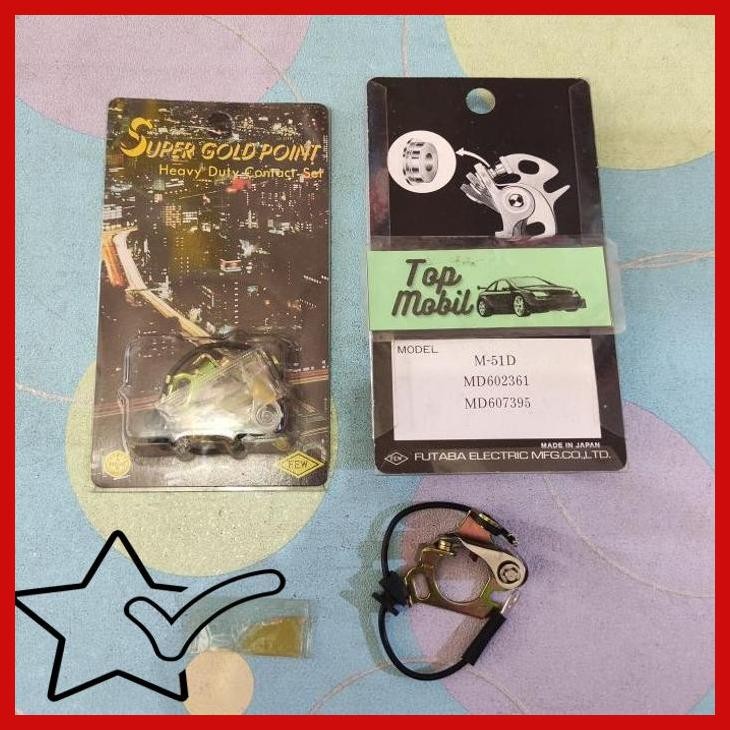 SUPER GOLD POINT
Heavy Duty Contact Set
F.E.W.
Top
Mobil
MODEL
M-51D
MD602361
MD607395
MADE IN JAPAN
FUTABA ELECTRIC MFG.CO.,LTD.